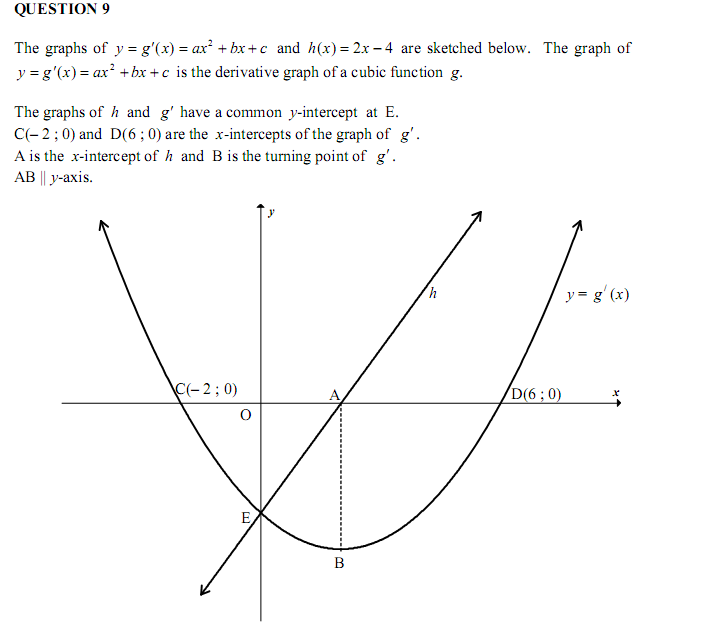 QUESTION 9
The graphs of y = g′(x) = ax² + bx + c and h(x) = 2x – 4 are sketched below. The graph of
y = g′(x) = ax² + bx + c is the derivative graph of a cubic function g.
The graphs of h and g′ have a common y-intercept at E.
C(– 2 ; 0) and D(6 ; 0) are the x-intercepts of the graph of g′.
A is the x-intercept of h and B is the turning point of g′.
AB || y-axis.
y
h
y = g′(x)
C(– 2 ; 0)
A
D(6 ; 0)
x
O
E
B